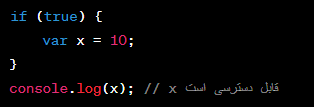 if (true) {
    var x = 10;
}
console.log(x); // x قابل دسترسی است